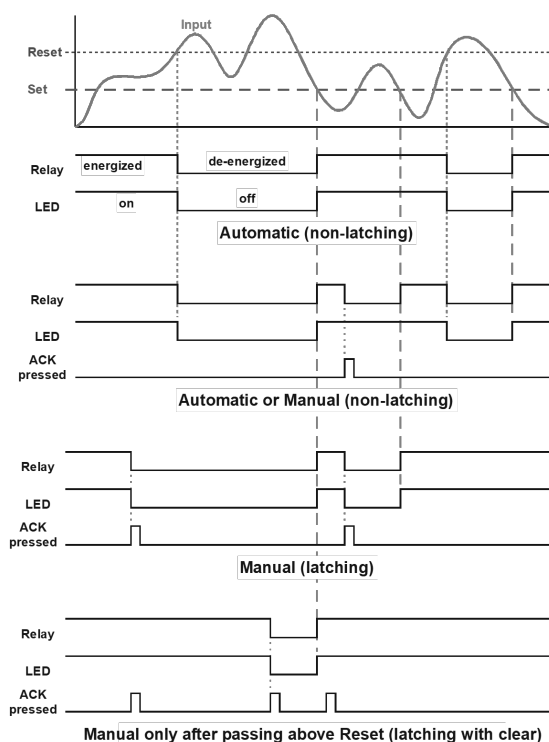 Input
Reset
Set
Relay
energized
de-energized
LED
on
off
Automatic (non-latching)
Relay
LED
ACK
pressed
Automatic or Manual (non-latching)
Relay
LED
ACK
pressed
Manual (latching)
Relay
LED
ACK
pressed
Manual only after passing above Reset (latching with clear)